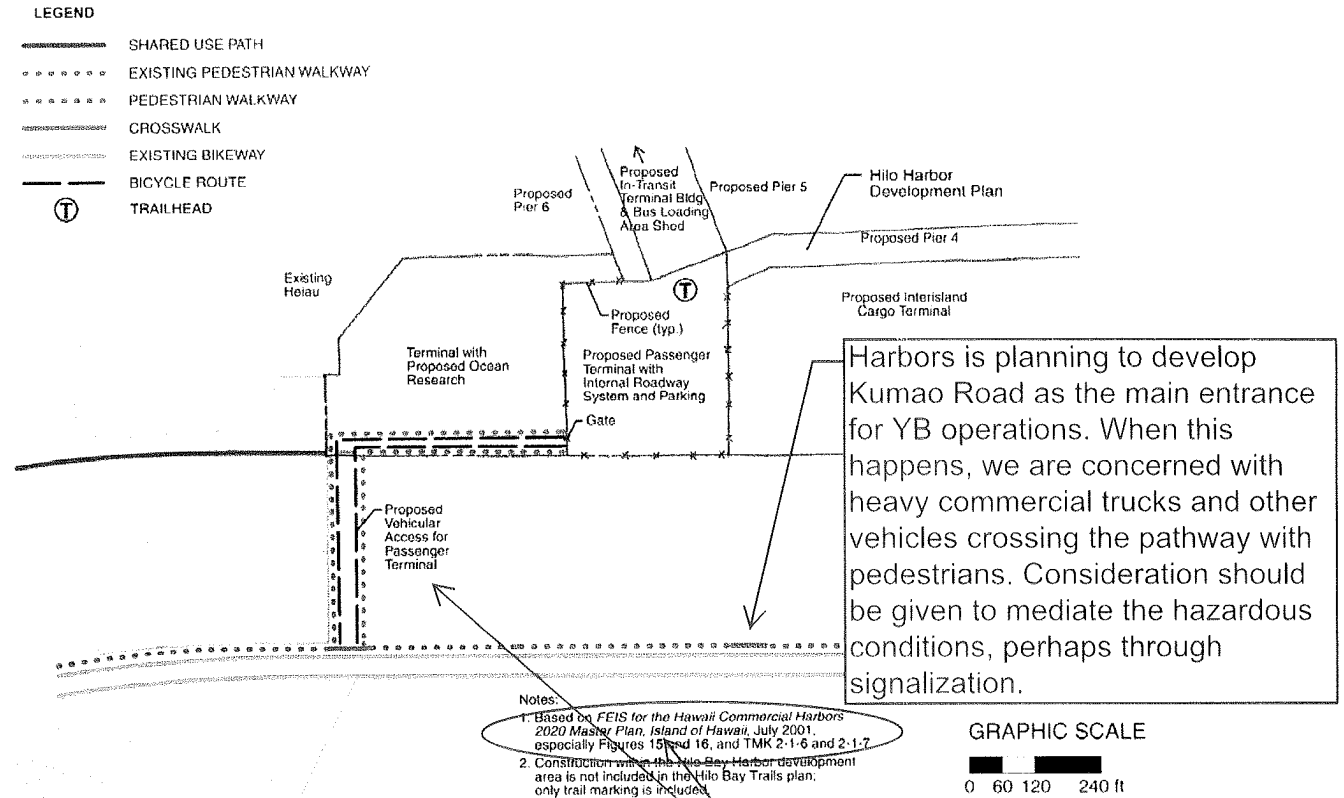 LEGEND
SHARED USE PATH
EXISTING PEDESTRIAN WALKWAY
PEDESTRIAN WALKWAY
CROSSWALK
EXISTING BIKEWAY
BICYCLE ROUTE
T TRAILHEAD
Proposed
Pier 6
Proposed
In-Transit
Terminal Bldg
& Bus Loading
Area Shed
Proposed Pier 5
Hilo Harbor
Development Plan
Proposed Pier 4
Existing
Heiau
T
Proposed
Fence (typ.)
Proposed Interisland
Cargo Terminal
Terminal with
Proposed Ocean
Research
Proposed Passenger
Terminal with
Internal Roadway
System and Parking
Gate
Proposed
Vehicular
Access for
Passenger
Terminal
Harbors is planning to develop
Kumao Road as the main entrance
for YB operations. When this
happens, we are concerned with
heavy commercial trucks and other
vehicles crossing the pathway with
pedestrians. Consideration should
be given to mediate the hazardous
conditions, perhaps through
signalization.
Notes:
1. Based on FEIS for the Hawaii Commercial Harbors
2020 Master Plan, Island of Hawaii, July 2001,
especially Figures 15 and 16, and TMK 2-1-6 and 2-1-7
2. Construction within the Hilo Bay Harbor development
area is not included in the Hilo Bay Trails plan;
only trail marking is included.
GRAPHIC SCALE
0 60 120 240 ft